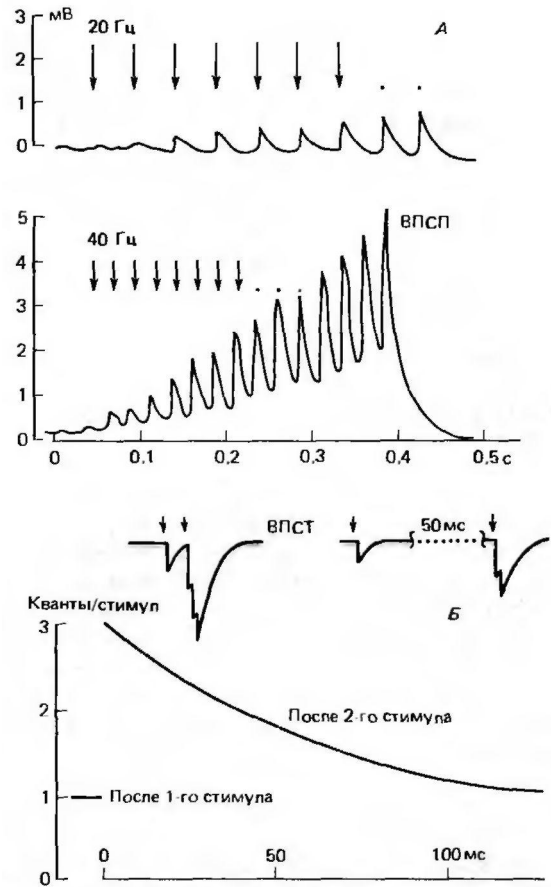 3 мВ
20 Гц
А
2
1
0
5
40 Гц
ВПСП
4
3
2
1
0
0 0,1 0,2 0,3 0,4 0,5 с
ВПСТ
50 мс
Кванты/стимул
Б
3
После 2-го стимула
2
1
После 1-го стимула
0
0 50 100 мс